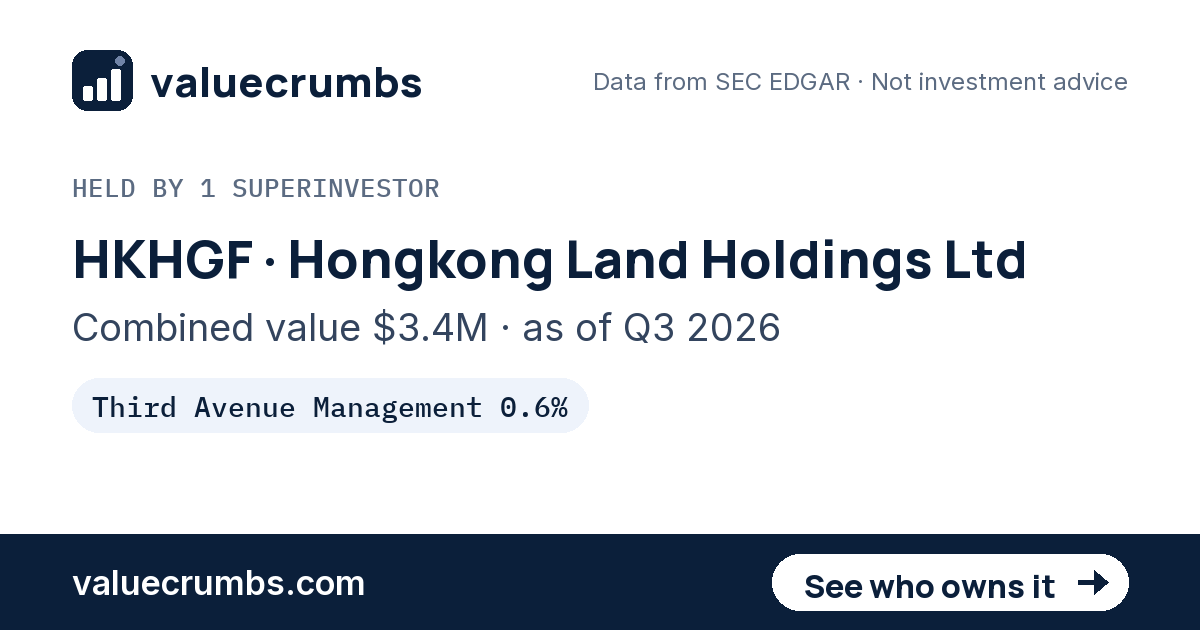 valuecrumbs
Data from SEC EDGAR · Not investment advice
HELD BY 1 SUPERINVESTOR
HKHGF · Hongkong Land Holdings Ltd
Combined value $3.4M · as of Q3 2026
Third Avenue Management 0.6%
valuecrumbs.com
See who owns it →